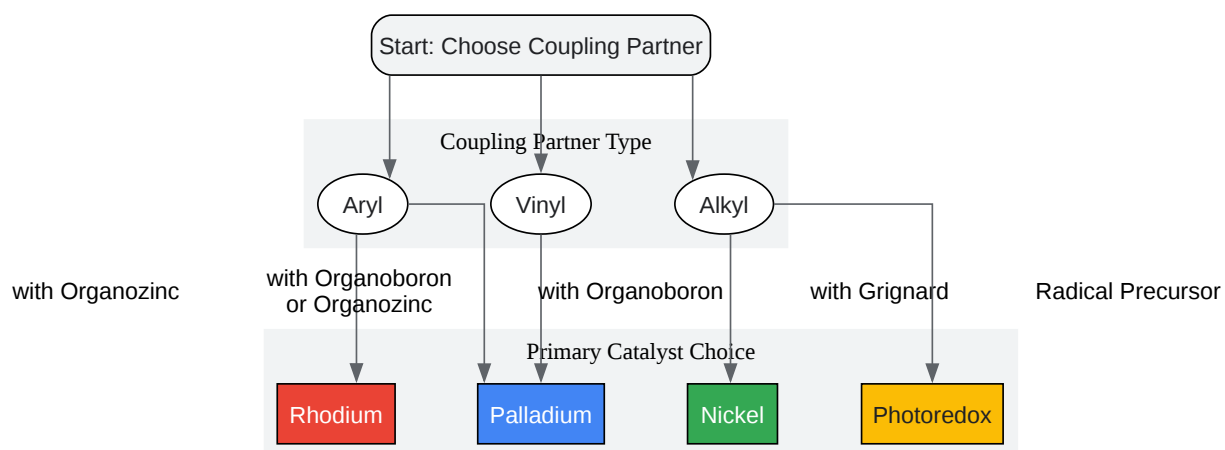 Start: Choose Coupling Partner
Coupling Partner Type
Aryl
Vinyl
Alkyl
with Organozinc
with Organoboron
or Organozinc
with Organoboron
with Grignard
Radical Precursor
Primary Catalyst Choice
Rhodium
Palladium
Nickel
Photoredox